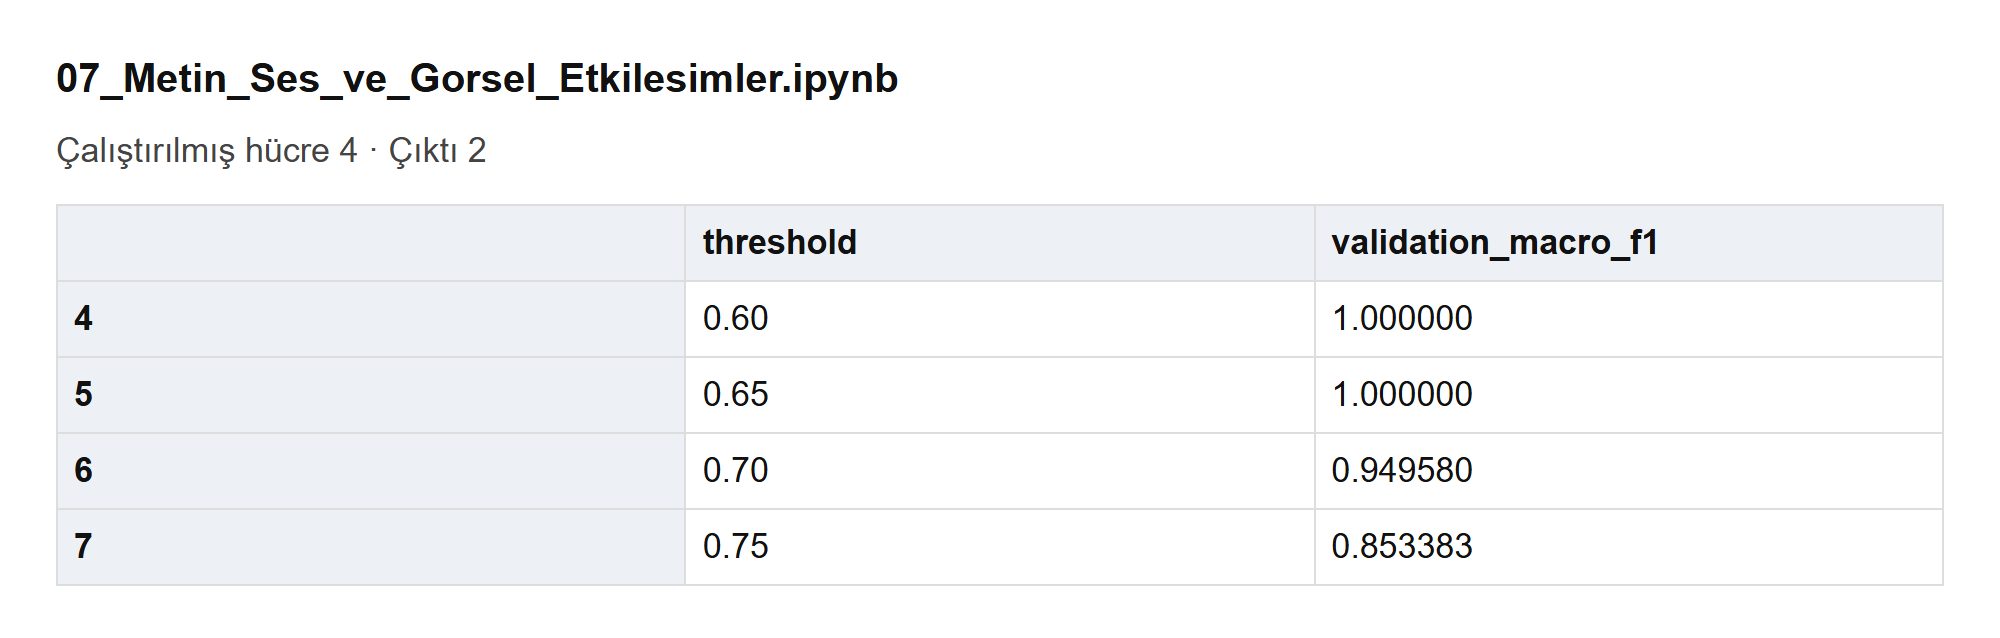 07_Metin_Ses_ve_Gorsel_Etkilesimler.ipynb
Çalıştırılmış hücre 4 · Çıktı 2
threshold validation_macro_f1
4 0.60 1.000000
5 0.65 1.000000
6 0.70 0.949580
7 0.75 0.853383